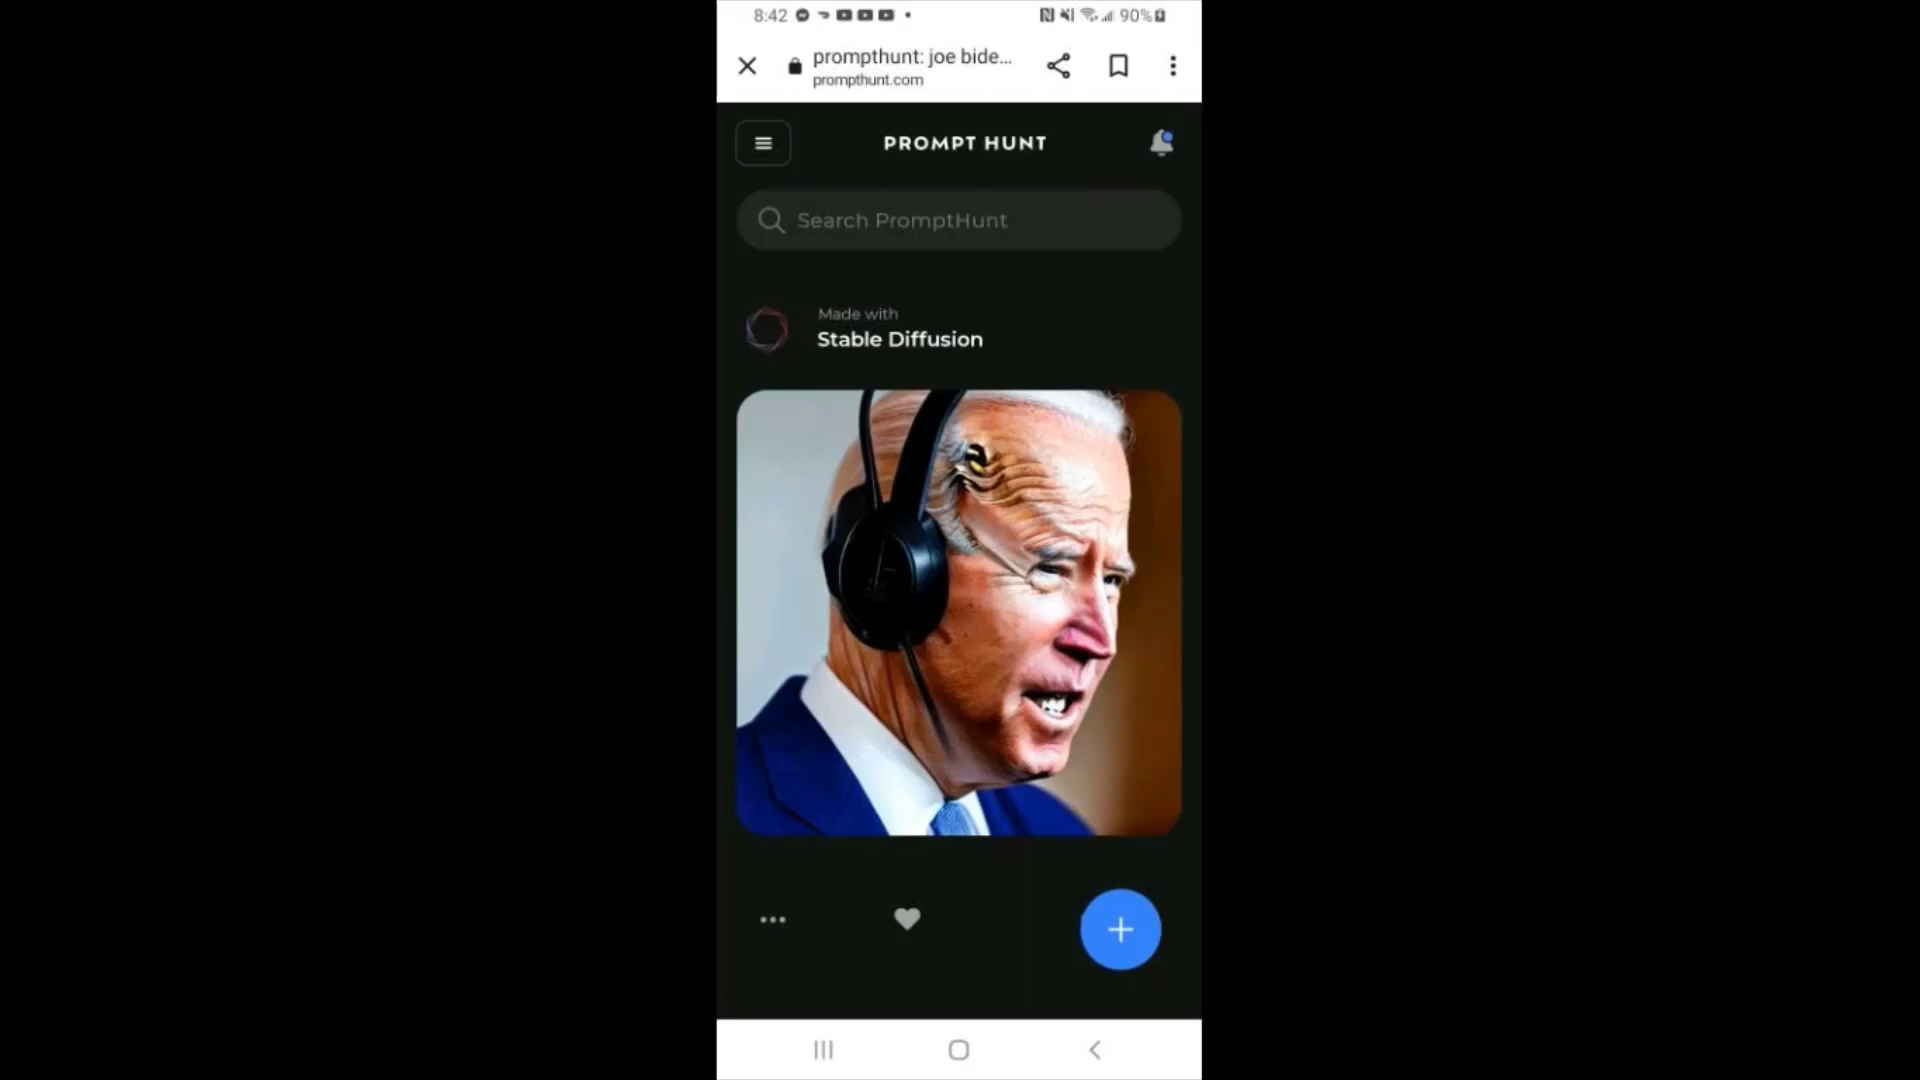 8:42
90%
prompthunt: joe bide...
prompthunt.com
PROMPT HUNT
Search PromptHunt
Made with
Stable Diffusion